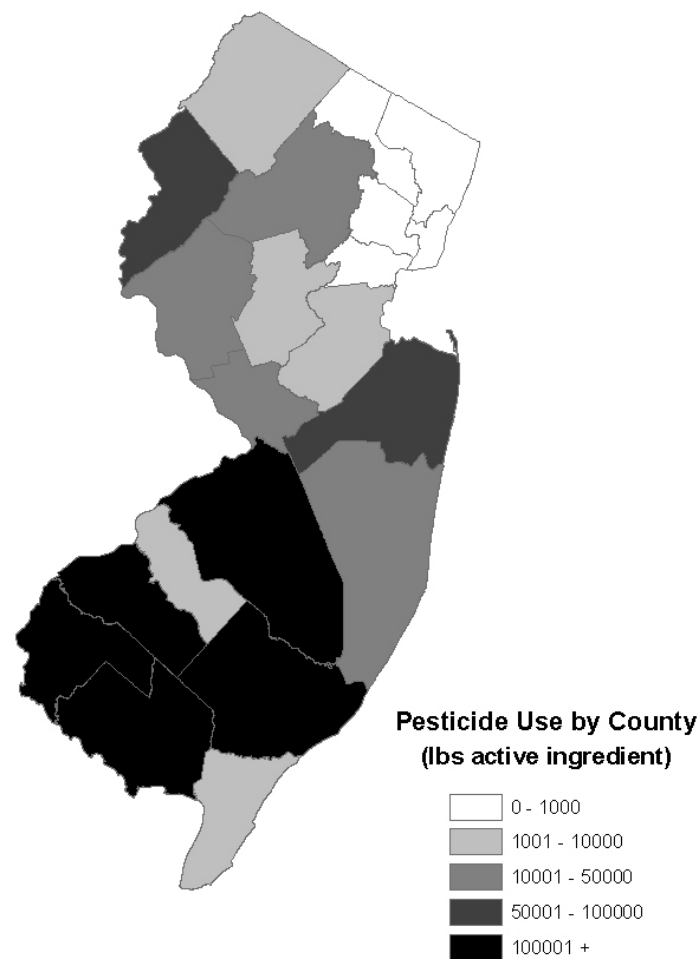 Pesticide Use by County
(lbs active ingredient)
0 - 1000
1001 - 10000
10001 - 50000
50001 - 100000
100001 +